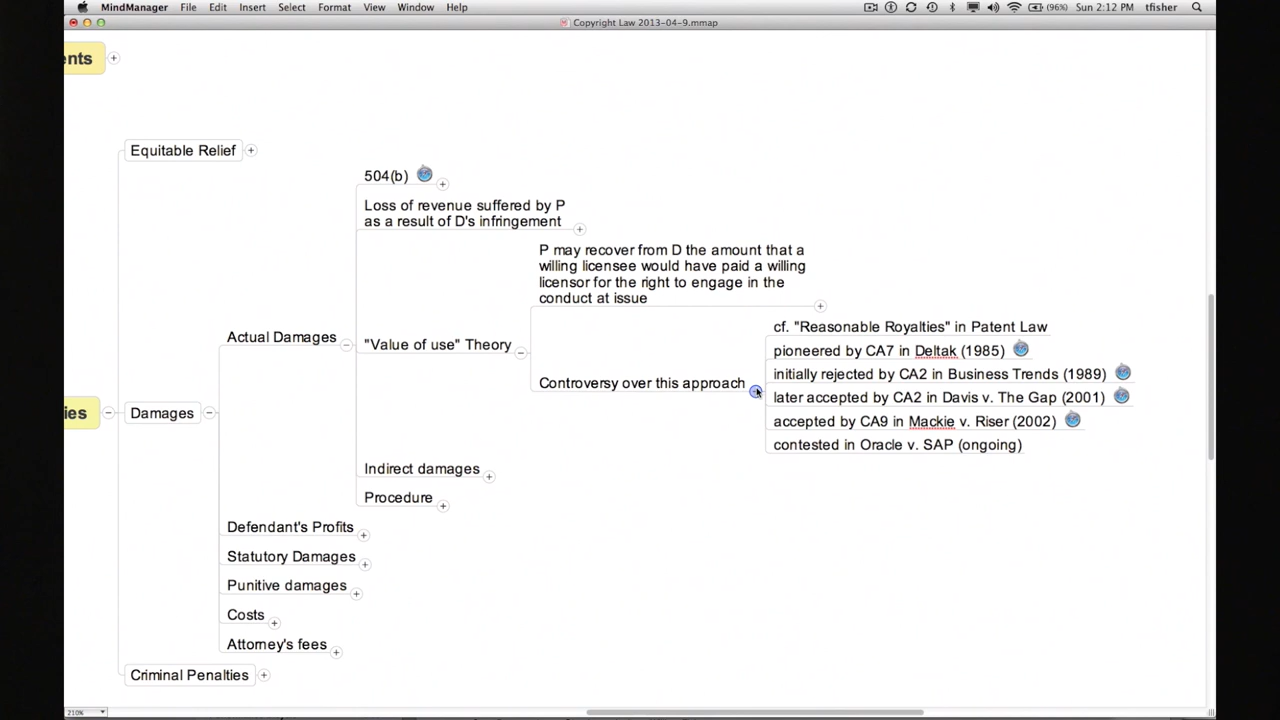 MindManager File Edit Insert Select Format View Window Help (96%) Sun 2:12 PM tfisher
Copyright Law 2013-04-9.mmap
nts
Equitable Relief
504(b)
Loss of revenue suffered by P
as a result of D's infringement
P may recover from D the amount that a
willing licensee would have paid a willing
licensor for the right to engage in the
conduct at issue
cf. "Reasonable Royalties" in Patent Law
Actual Damages
"Value of use" Theory
pioneered by CA7 in Deltak (1985)
initially rejected by CA2 in Business Trends (1989)
Controversy over this approach
later accepted by CA2 in Davis v. The Gap (2001)
ies
Damages
accepted by CA9 in Mackie v. Riser (2002)
contested in Oracle v. SAP (ongoing)
Indirect damages
Procedure
Defendant's Profits
Statutory Damages
Punitive damages
Costs
Attorney's fees
Criminal Penalties
210%